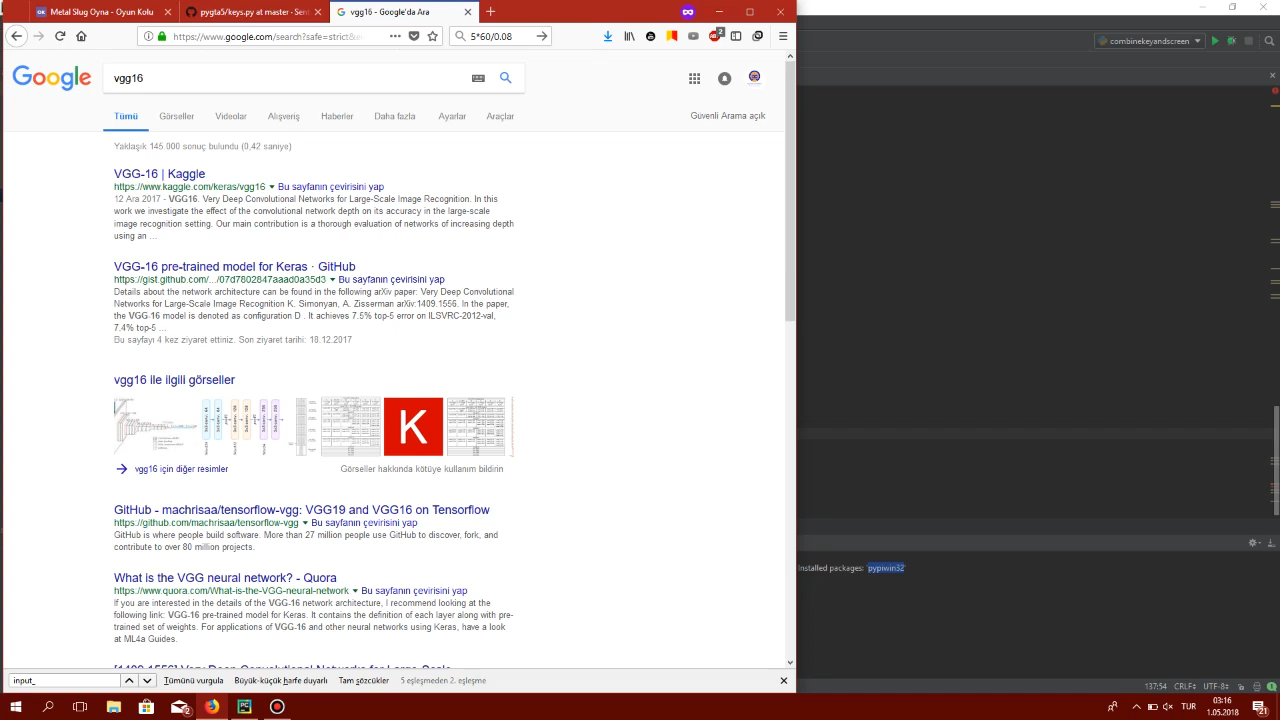 Metal Slug Oyna - Oyun Kolu
pygta5/keys.py at master · Sen
vgg16 - Google'da Ara
https://www.google.com/search?safe=strict&e
5*60/0.08
2
combinekeyandscreen
Google
vgg16
Tümü
Görseller
Videolar
Alışveriş
Haberler
Daha fazla
Ayarlar
Araçlar
Güvenli Arama açık
Yaklaşık 145.000 sonuç bulundu (0,42 saniye)
VGG-16 | Kaggle
https://www.kaggle.com/keras/vgg16 ▼ Bu sayfanın çevirisini yap
12 Ara 2017 - VGG16. Very Deep Convolutional Networks for Large-Scale Image Recognition. In this
work we investigate the effect of the convolutional network depth on its accuracy in the large-scale
image recognition setting. Our main contribution is a thorough evaluation of networks of increasing depth
using an ...
VGG-16 pre-trained model for Keras · GitHub
https://gist.github.com/.../07d7802847aaad0a35d3 ▼ Bu sayfanın çevirisini yap
Details about the network architecture can be found in the following arXiv paper: Very Deep Convolutional
Networks for Large-Scale Image Recognition K. Simonyan, A. Zisserman arXiv:1409.1556. In the paper,
the VGG-16 model is denoted as configuration D . It achieves 7.5% top-5 error on ILSVRC-2012-val,
7.4% top-5 ...
Bu sayfayı 4 kez ziyaret ettiniz. Son ziyaret tarihi: 18.12.2017
vgg16 ile ilgili görseller
K
vgg16 için diğer resimler
Görseller hakkında kötüye kullanım bildirin
GitHub - machrisaa/tensorflow-vgg: VGG19 and VGG16 on Tensorflow
https://github.com/machrisaa/tensorflow-vgg ▼ Bu sayfanın çevirisini yap
GitHub is where people build software. More than 27 million people use GitHub to discover, fork, and
contribute to over 80 million projects.
What is the VGG neural network? - Quora
https://www.quora.com/What-is-the-VGG-neural-network ▼ Bu sayfanın çevirisini yap
If you are interested in the details of the VGG-16 network architecture, I recommend looking at the
following link: VGG-16 pre-trained model for Keras. It contains the definition of each layer along with pre-
trained set of weights. For applications of VGG-16 and other neural networks using Keras, have a look
at ML4a Guides.
[1409.1556] Very Deep Convolutional Networks for Large-Scale
Installed packages: 'pypiwin32'
input_
Tümünü vurgula
Büyük-küçük harfe duyarlı
Tam sözcükler
5 eşleşmeden 2. eşleşme
137:54 CRLF÷ UTF-8÷
TUR
03:16
1.05.2018
21